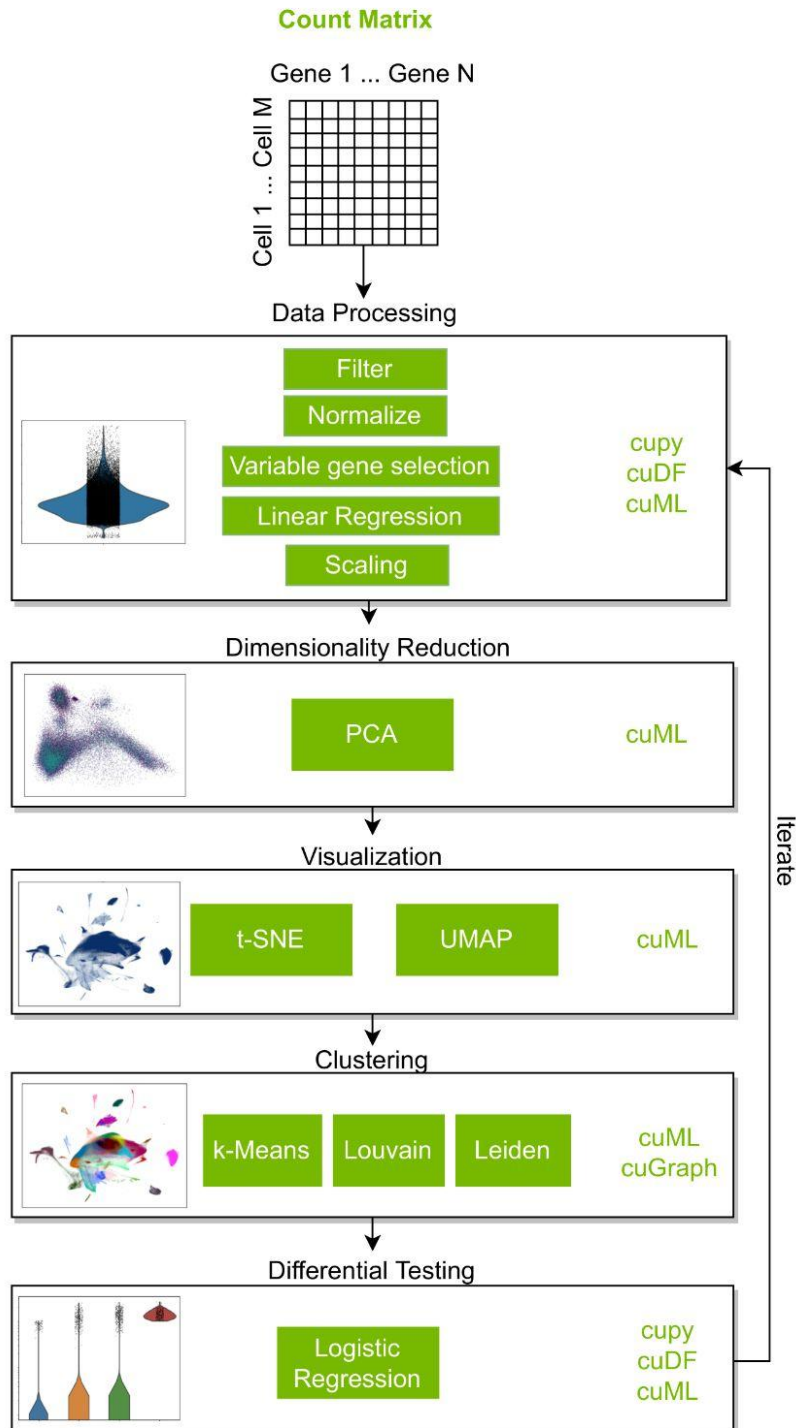 Count Matrix
Gene 1 ... Gene N
Cell 1 ... Cell M
Data Processing
Filter
Normalize
Variable gene selection
Linear Regression
Scaling
cupy
cuDF
cuML
Dimensionality Reduction
PCA
cuML
Visualization
t-SNE
UMAP
cuML
Clustering
k-Means
Louvain
Leiden
cuML
cuGraph
Differential Testing
Logistic
Regression
cupy
cuDF
cuML
Iterate